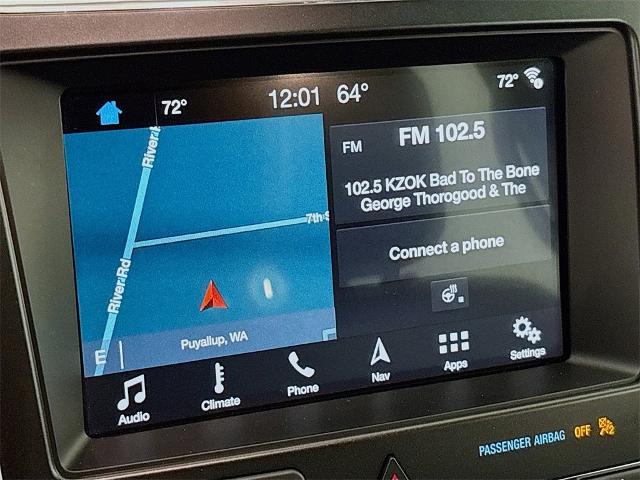 72°
12:01
64°
72°
River R
7th S
River Rd
E
Puyallup, WA
FM
FM 102.5
102.5 KZOK Bad To The Bone
George Thorogood & The
Connect a phone
Audio
Climate
Phone
Nav
Apps
Settings
PASSENGER AIRBAG OFF